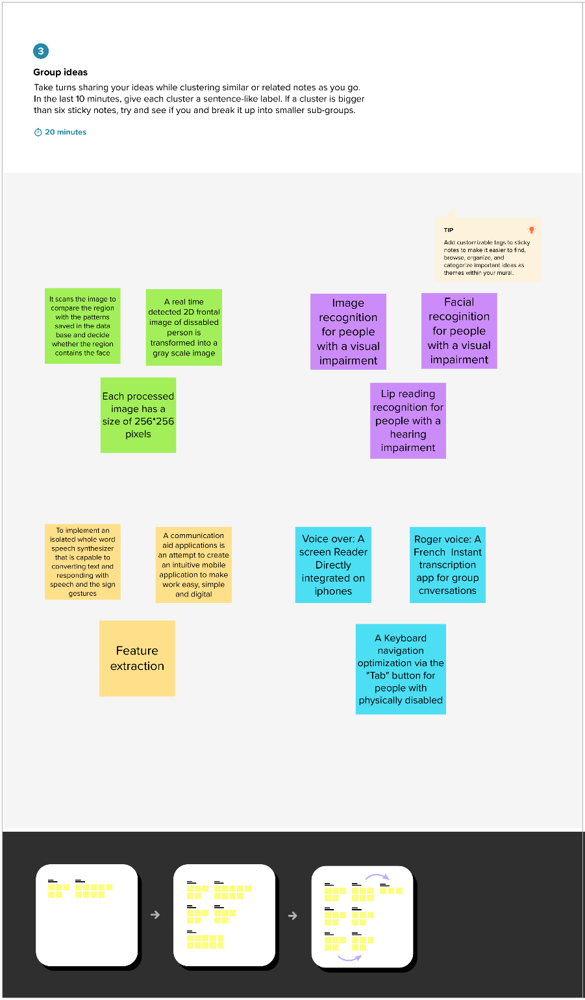 3
Group ideas
Take turns sharing your ideas while clustering similar or related notes as you go.
In the last 10 minutes, give each cluster a sentence-like label. If a cluster is bigger
than six sticky notes, try and see if you and break it up into smaller sub-groups.
20 minutes
TIP
Add customizable tags to sticky
notes to make it easier to find,
browse, organize, and
categorize important ideas as
themes within your mural.
It scans the image to
compare the region
with the patterns
saved in the data
base and decide
whether the region
contains the face
A real time
detected 2D frontal
image of dissabled
person is
transformed into a
gray scale image
Each processed
image has a
size of 256*256
pixels
Image
recognition
for people
with a visual
impairment
Facial
recoginition
for people
with a visual
impairment
Lip reading
recognition for
people with a
hearing
impairment
To implement an
isolated whole word
speech synthesizer
that is capable to
converting text and
responding with
speech and the sign
gestures
A communication
aid applications is
an attempt to create
an intuitive mobile
application to make
work easy, simple
and digital
Feature
extraction
Voice over: A
screen Reader
Directly
integrated on
iphones
Roger voice: A
French Instant
transcription
app for group
cnversations
A Keyboard
navigation
optimization via the
"Tab" button for
people with
physically disabled